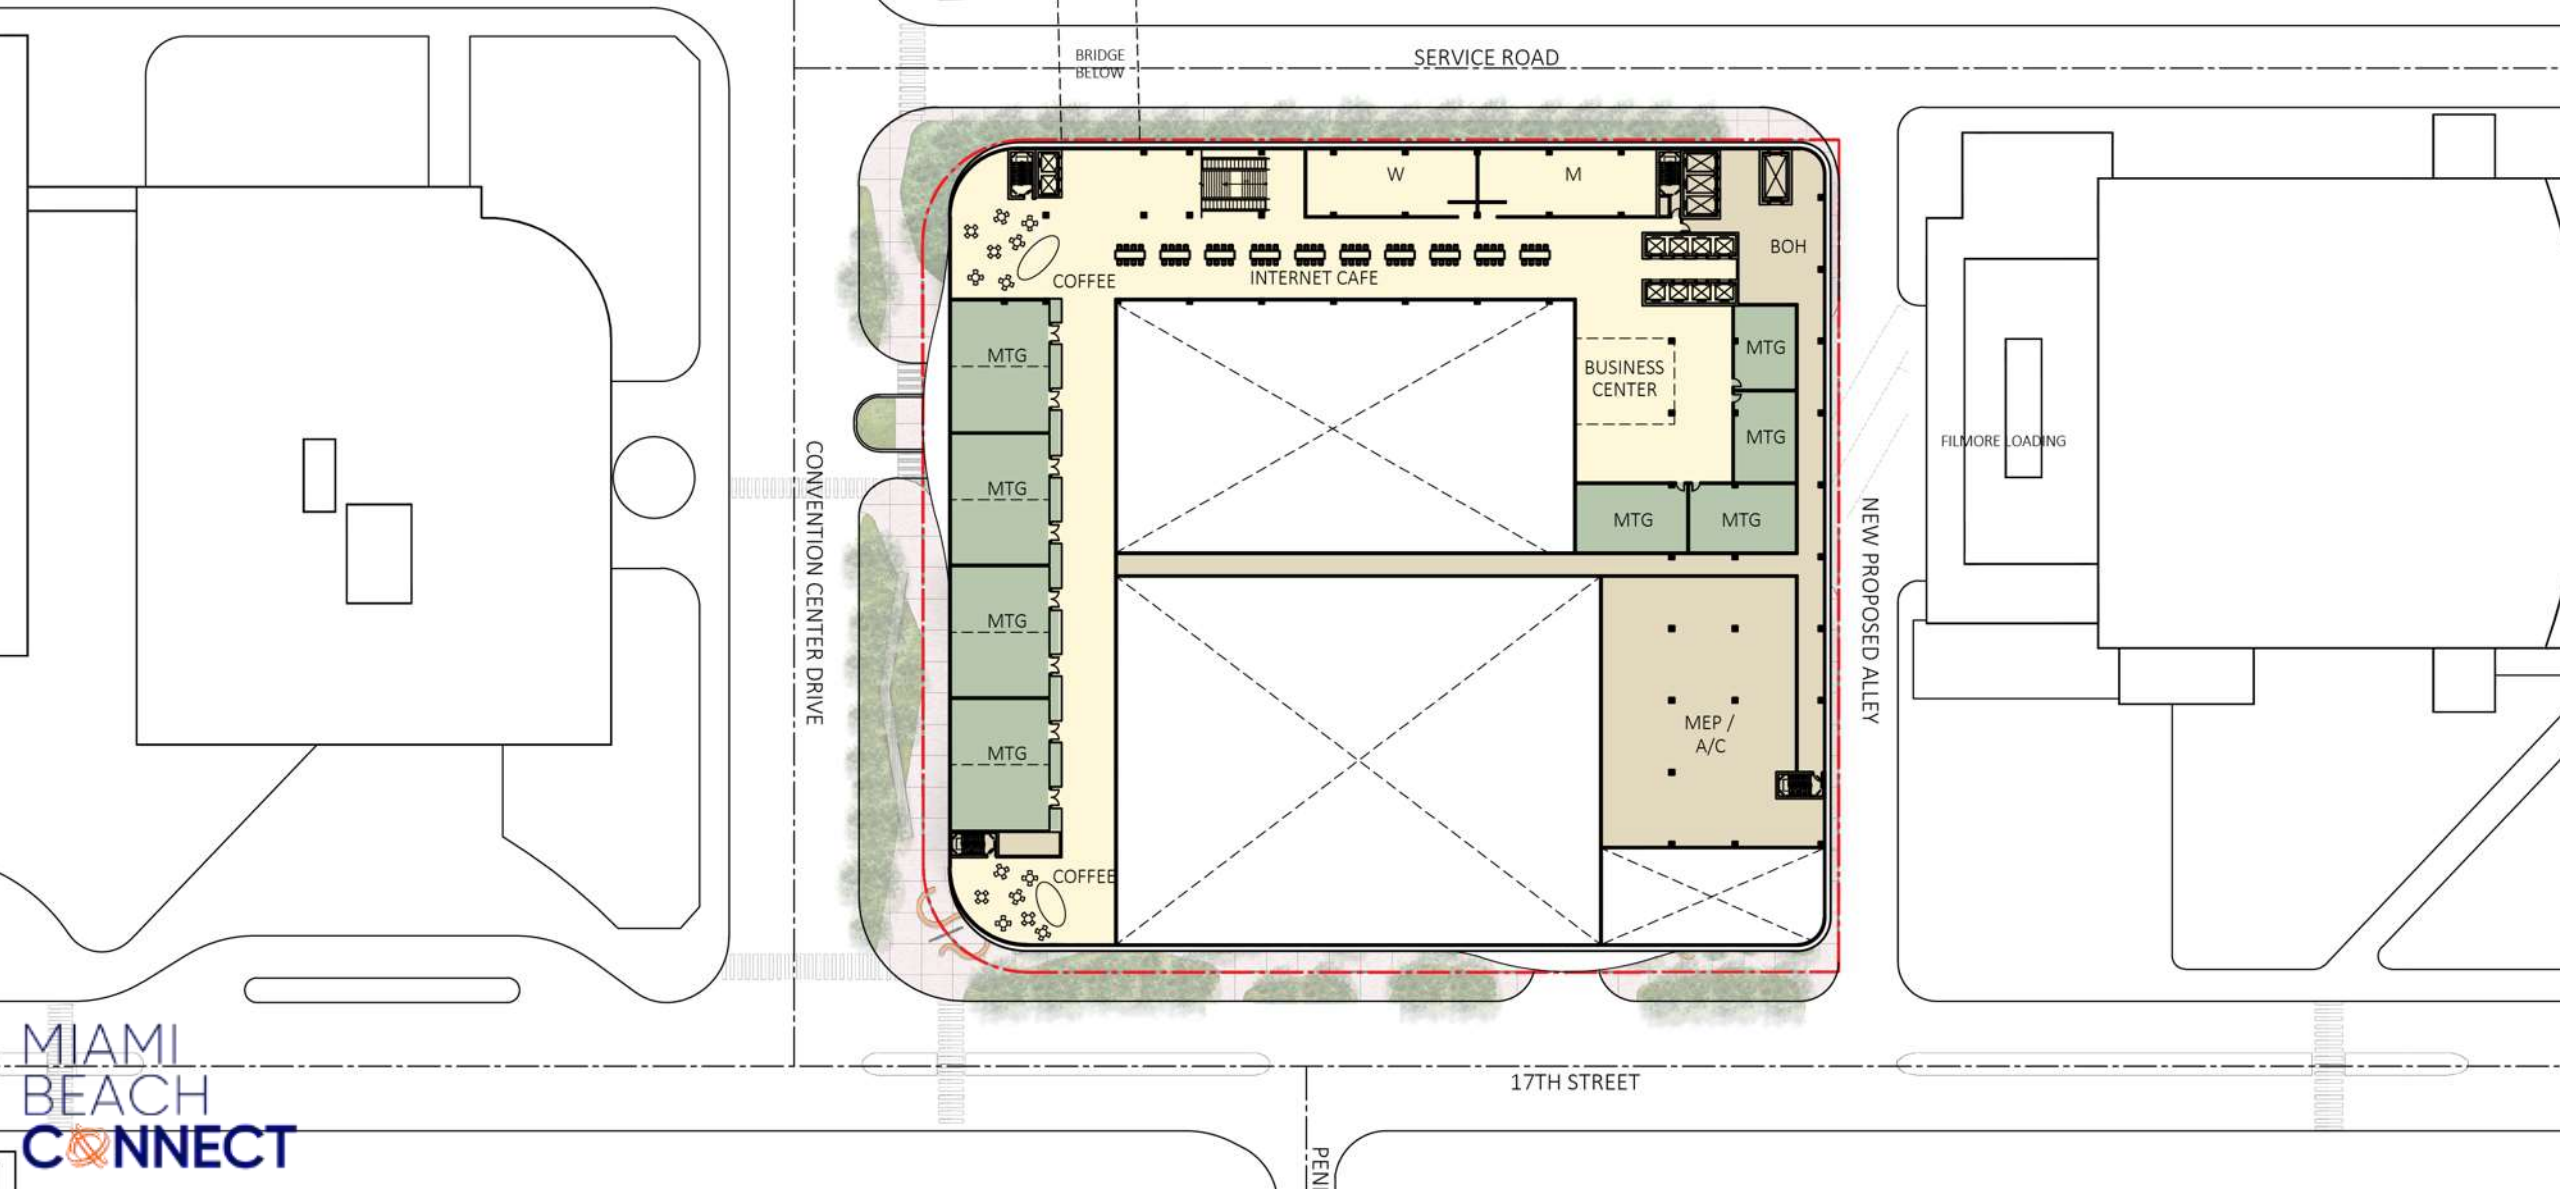 BRIDGE
BELOW
SERVICE ROAD
W
M
BOH
COFFEE
INTERNET CAFE
MTG
MTG
BUSINESS
CENTER
MTG
FILMORE LOADING
MTG
MTG
MTG
CONVENTION CENTER DRIVE
NEW PROPOSED ALLEY
MTG
MTG
MEP /
A/C
COFFEE
17TH STREET
PENN
MIAMI
BEACH
CONNECT